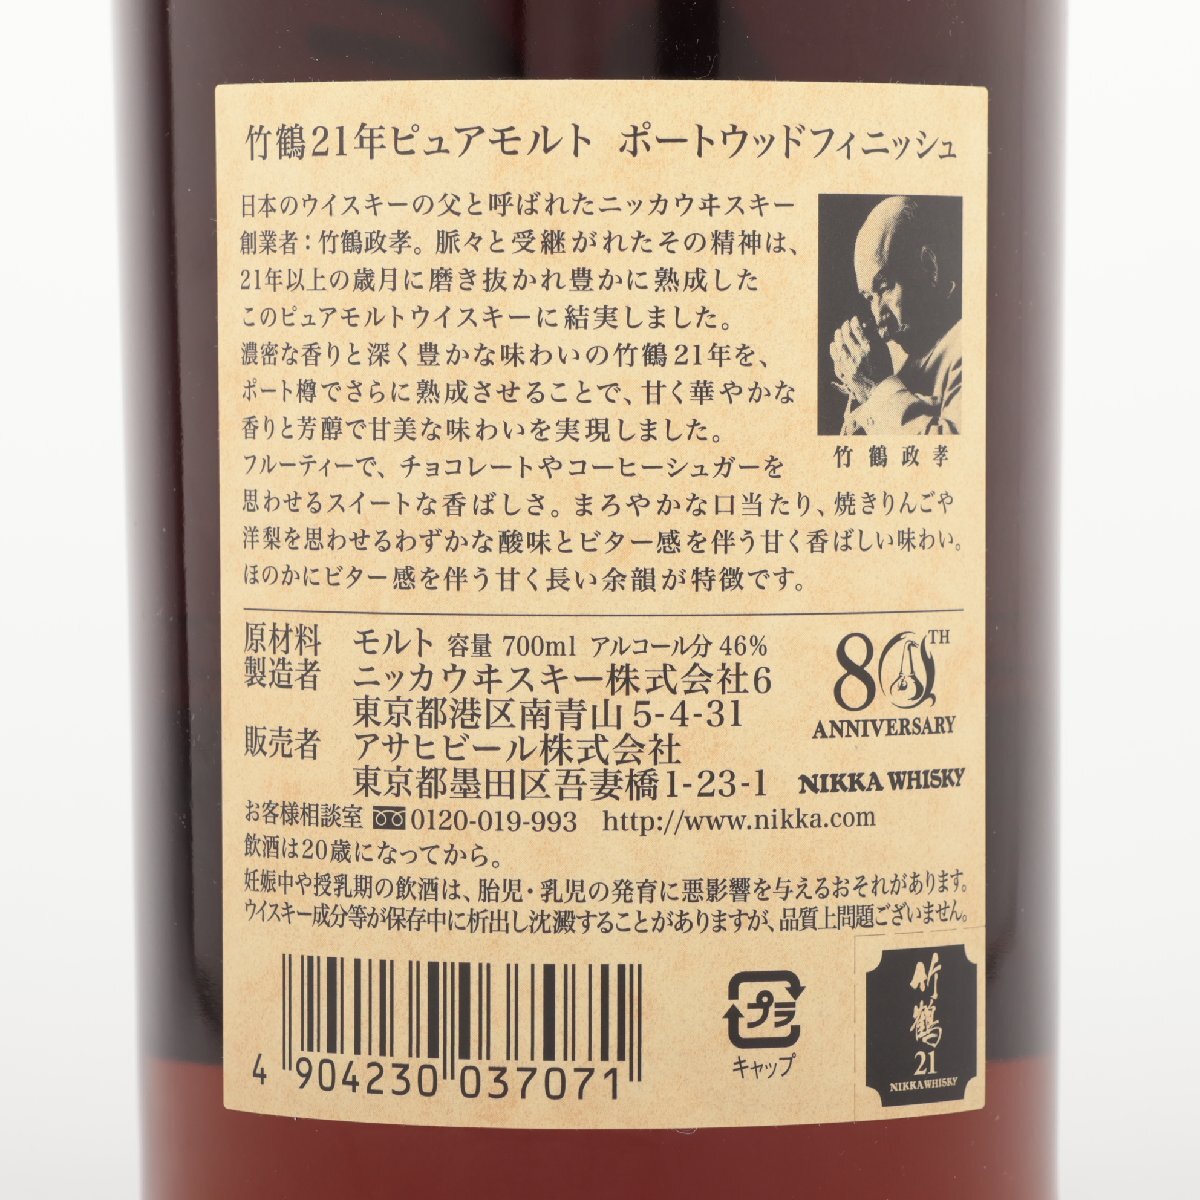 竹鶴21年ピュアモルト ポートウッドフィニッシュ
日本のウイスキーの父と呼ばれたニッカウヰスキー
創業者：竹鶴政孝。脈々と受継がれたその精神は、
21年以上の歳月に磨き抜かれ豊かに熟成した
このピュアモルトウイスキーに結実しました。
濃密な香りと深く豊かな味わいの竹鶴21年を、
ポート樽でさらに熟成させることで、甘く華やかな
香りと芳醇で甘美な味わいを実現しました。
フルーティーで、チョコレートやコーヒーシュガーを
思わせるスイートな香ばしさ。まろやかな口当たり、焼きりんごや
洋梨を思わせるわずかな酸味とビター感を伴う甘く香ばしい味わい。
ほのかにビター感を伴う甘く長い余韻が特徴です。
竹鶴政孝
原材料 モルト 容量 700ml アルコール分 46%
製造者 ニッカウヰスキー株式会社6
東京都港区南青山5-4-31
販売者 アサヒビール株式会社
東京都墨田区吾妻橋1-23-1
80TH
ANNIVERSARY
NIKKA WHISKY
お客様相談室 0120-019-993 http://www.nikka.com
飲酒は20歳になってから。
妊娠中や授乳期の飲酒は、胎児・乳児の発育に悪影響を与えるおそれがあります。
ウイスキー成分等が保存中に析出し沈澱することがありますが、品質上問題ございません。
4 904230 037071
プラ
キャップ
竹鶴
21
NIKKA WHISKY